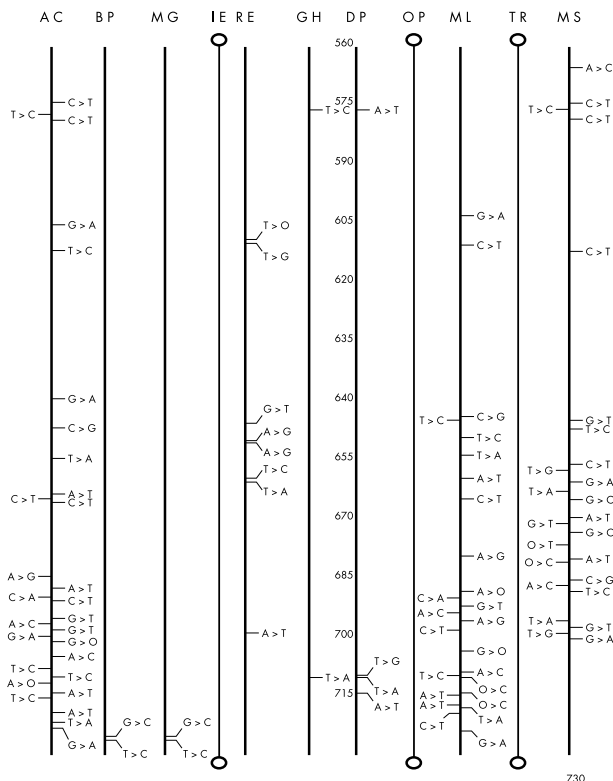 AC BP MG IE RE GH DP OP ML TR MS
560
A>C
C>T 575 C>T
T>C T>C A>T T>C
C>T C>T
590
605 G>A
G>A T>O
T>C T>G C>T C>T
620
635
G>A 640
G>T C>G
T>C G>T
C>G A>G T>C T>C
A>G 655 T>A
T>A T>C C>T
T>G
A>T G>A
A>T T>A T>A
C>T C>T C>T G>C
670 A>T
G>T
G>C
O>T
A>G A>T
O>C
A>G 685 C>G
A>T A>O A>C T>C
C>A C>T C>A G>T
G>T A>C A>G T>A
A>C G>T A>T 700 C>T G>T
G>A G>O T>G G>A
A>C G>O
T>C T>G
T>C T>A T>C A>C
A>O A>T T>A O>C
T>C 715 A>T
A>T A>T A>T O>C
T>A G>C G>C C>T T>A
G>A T>C T>C G>A
730